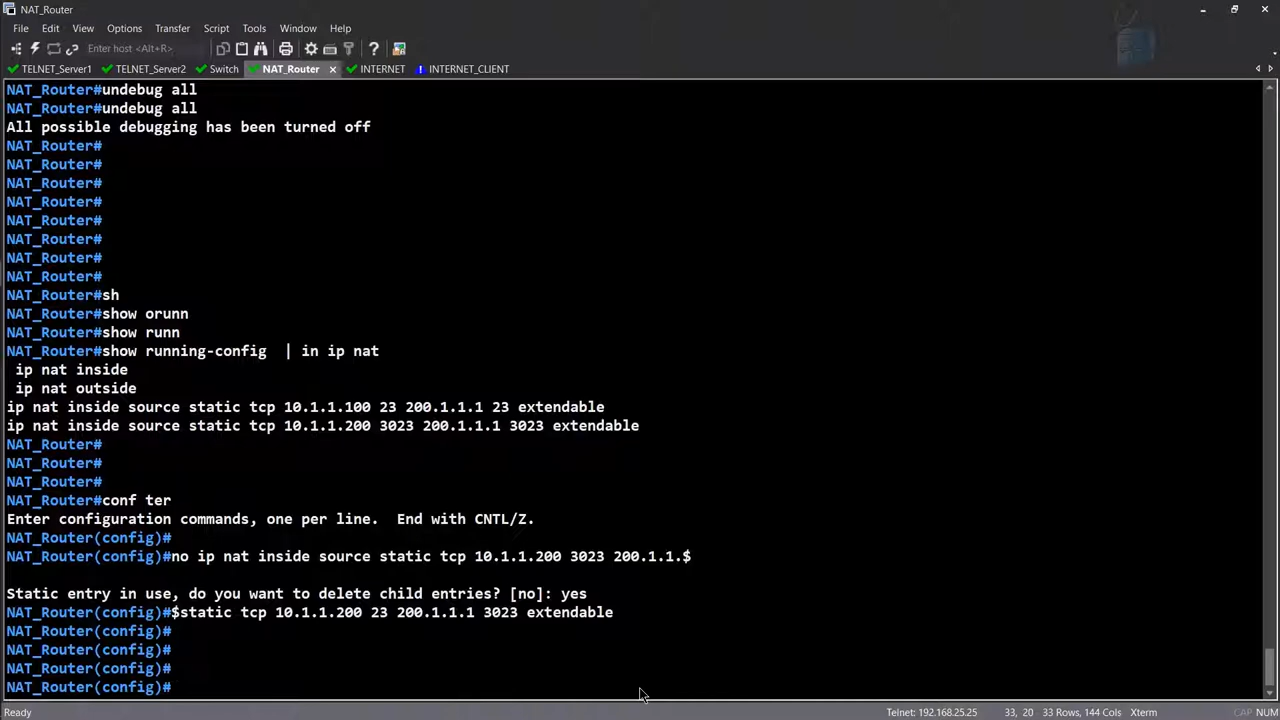 NAT_Router
File Edit View Options Transfer Script Tools Window Help
Enter host <Alt+R>
TELNET_Server1 TELNET_Server2 Switch NAT_Router × INTERNET INTERNET_CLIENT
NAT_Router#undebug all
NAT_Router#undebug all
All possible debugging has been turned off
NAT_Router#
NAT_Router#
NAT_Router#
NAT_Router#
NAT_Router#
NAT_Router#
NAT_Router#
NAT_Router#
NAT_Router#sh
NAT_Router#show orunn
NAT_Router#show runn
NAT_Router#show running-config  | in ip nat
ip nat inside
ip nat outside
ip nat inside source static tcp 10.1.1.100 23 200.1.1.1 23 extendable
ip nat inside source static tcp 10.1.1.200 3023 200.1.1.1 3023 extendable
NAT_Router#
NAT_Router#
NAT_Router#
NAT_Router#conf ter
Enter configuration commands, one per line.  End with CNTL/Z.
NAT_Router(config)#
NAT_Router(config)#no ip nat inside source static tcp 10.1.1.200 3023 200.1.1.$
Static entry in use, do you want to delete child entries? [no]: yes
NAT_Router(config)#$static tcp 10.1.1.200 23 200.1.1.1 3023 extendable
NAT_Router(config)#
NAT_Router(config)#
NAT_Router(config)#
NAT_Router(config)#
Ready Telnet: 192.168.25.25 33, 20 33 Rows, 144 Cols Xterm CAP NUM